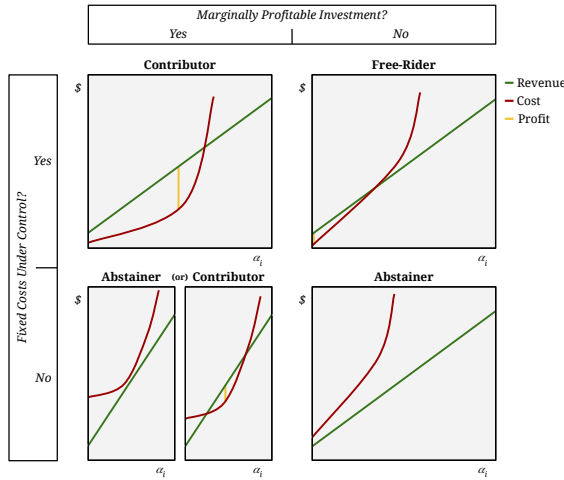 Marginally Profitable Investment?
Yes
No
Contributor
Free-Rider
$
Revenue
Cost
Profit
Fixed Costs Under Control?
Yes
αi
αi
Abstainer (or) Contributor
Abstainer
$
No
αi
αi
αi